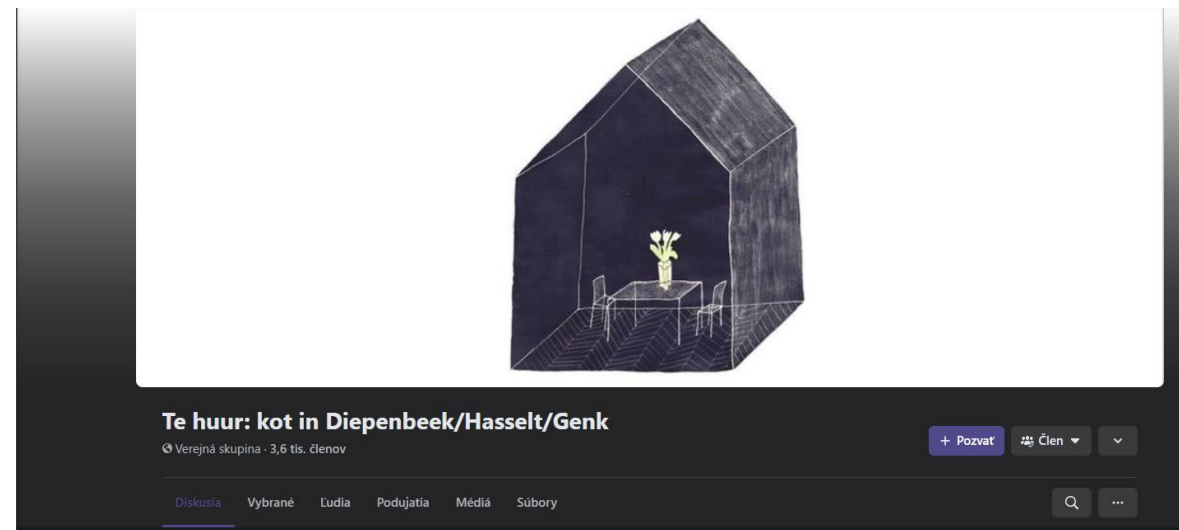 Te huur: kot in Diepenbeek/Hasselt/Genk
Verejná skupina · 3,6 tis. členov
+ Pozvať
Člen
Diskusia Vybrané Ľudia Podujatia Médiá Súbory